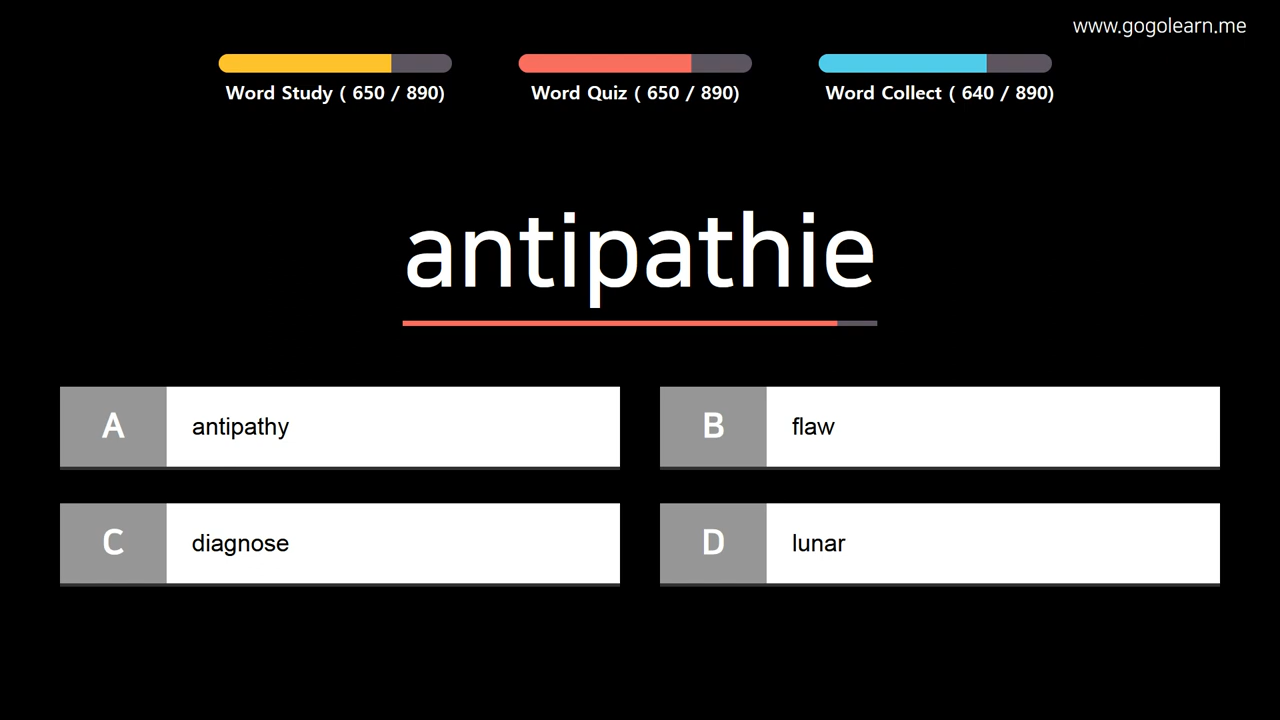 www.gogolearn.me
Word Study ( 650 / 890)
Word Quiz ( 650 / 890)
Word Collect ( 640 / 890)
antipathie
A antipathy
B flaw
C diagnose
D lunar